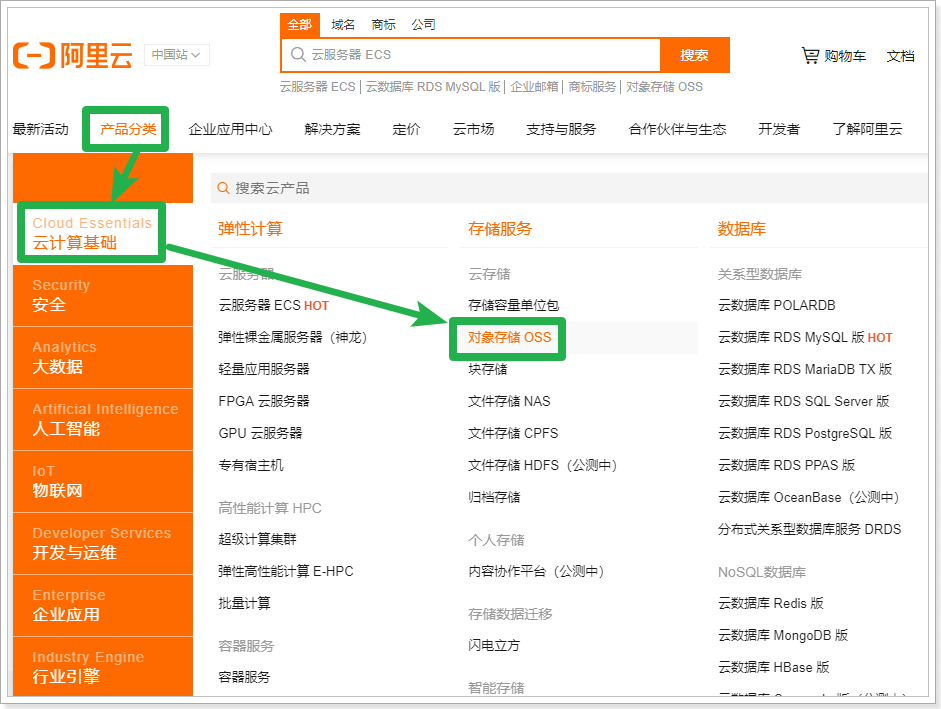 全部 域名 商标 公司
阿里云 中国站
云服务器 ECS 搜索
购物车 文档
云服务器 ECS | 云数据库 RDS MySQL 版 | 企业邮箱 | 商标服务 | 对象存储 OSS
最新活动 产品分类 企业应用中心 解决方案 定价 云市场 支持与服务 合作伙伴与生态 开发者 了解阿里云
搜索云产品
Cloud Essentials
云计算基础
Security
安全
Analytics
大数据
Artificial Intelligence
人工智能
IoT
物联网
Developer Services
开发与运维
Enterprise
企业应用
Industry Engine
行业引擎
弹性计算
云服务器
云服务器 ECS HOT
弹性裸金属服务器（神龙）
轻量应用服务器
FPGA 云服务器
GPU 云服务器
专有宿主机
高性能计算 HPC
超级计算集群
弹性高性能计算 E-HPC
批量计算
容器服务
容器服务
存储服务
云存储
存储容量单位包
对象存储 OSS
块存储
文件存储 NAS
文件存储 CPFS
文件存储 HDFS（公测中）
归档存储
个人存储
内容协作平台（公测中）
存储数据迁移
闪电立方
智能存储
数据库
关系型数据库
云数据库 POLARDB
云数据库 RDS MySQL 版 HOT
云数据库 RDS MariaDB TX 版
云数据库 RDS SQL Server 版
云数据库 RDS PostgreSQL 版
云数据库 RDS PPAS 版
云数据库 OceanBase（公测中）
分布式关系型数据库服务 DRDS
NoSQL数据库
云数据库 Redis 版
云数据库 MongoDB 版
云数据库 HBase 版